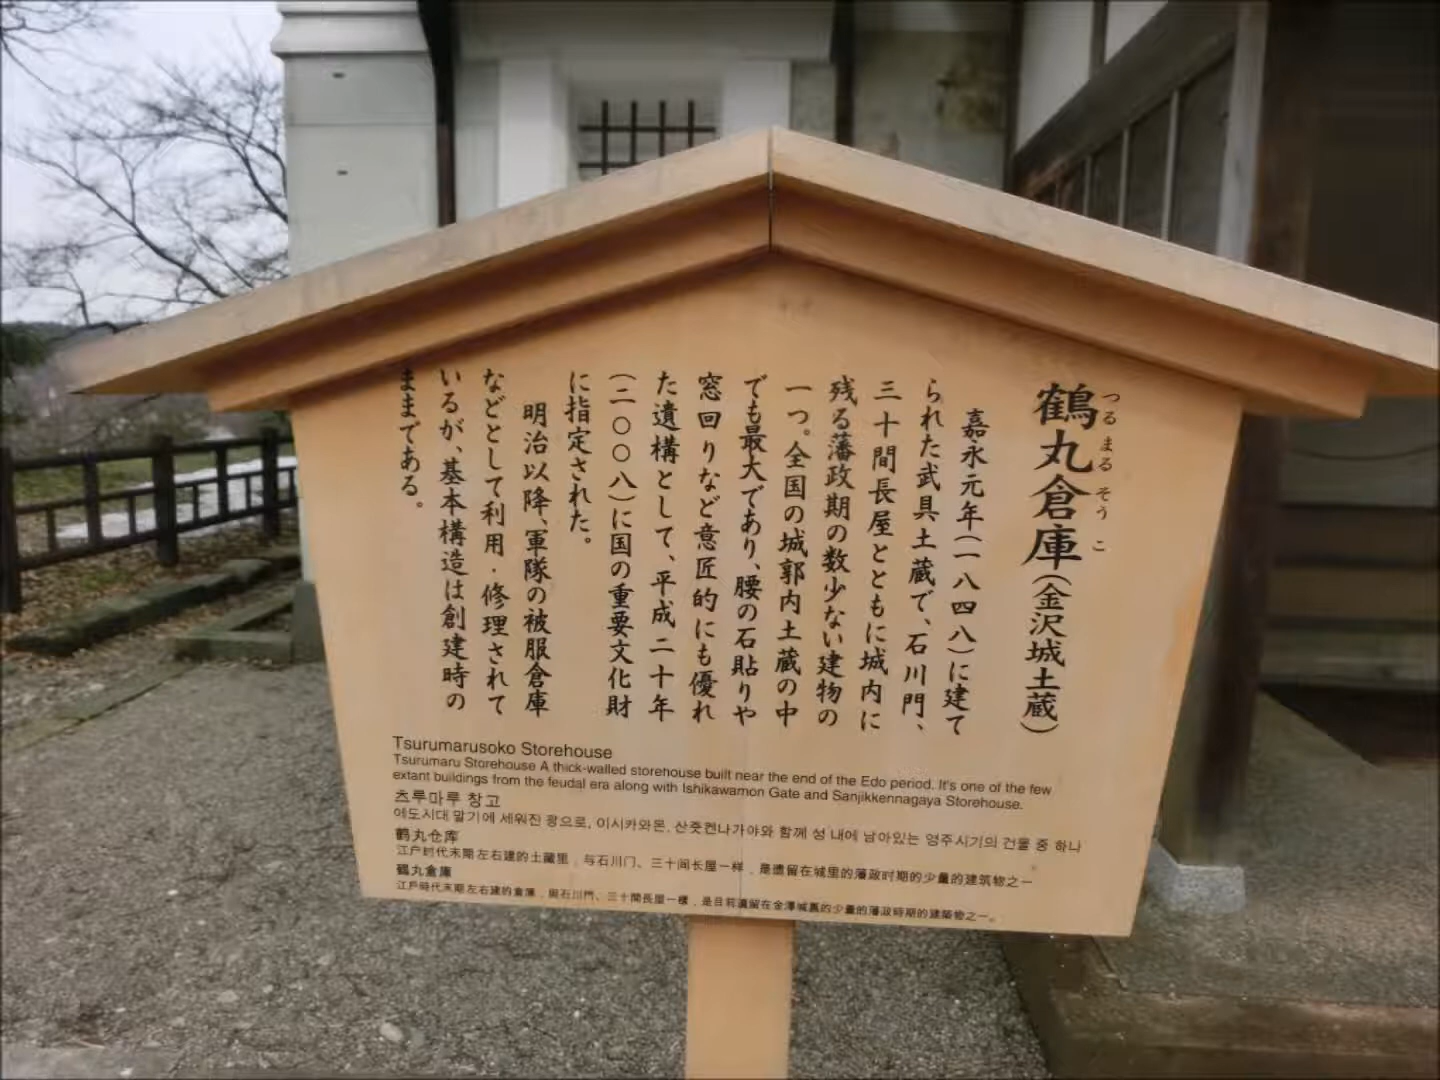 鶴丸倉庫(金沢城土蔵)
つるまるそうこ
嘉永元年(一八四八)に建て
られた武具土蔵で、石川門、
三十間長屋とともに城内に
残る藩政期の数少ない建物の
一つ。全国の城郭内土蔵の中
でも最大であり、腰の石貼りや
窓回りなど意匠的にも優れ
た遺構として、平成二十年
(二〇〇八)に国の重要文化財
に指定された。
明治以降、軍隊の被服倉庫
などとして利用・修理されて
いるが、基本構造は創建時の
ままである。
Tsurumarusoko Storehouse
Tsurumaru Storehouse A thick-walled storehouse built near the end of the Edo period. It's one of the few
extant buildings from the feudal era along with Ishikawamon Gate and Sanjikkennagaya Storehouse.
츠루마루 창고
에도시대 말기에 세워진 광으로, 이시카와몬, 산쥿켄나가야와 함께 성 내에 남아있는 영주시기의 건물 중 하나
鹤丸仓库
江户时代末期左右建的土藏里，与石川门、三十间长屋一样，是遗留在城里的藩政时期的少量的建筑物之一
鶴丸倉庫
江戶時代末期左右建的倉庫，與石川門、三十間長屋一樣，是目前遺留在金澤城裏的少量的藩政時期的建築物之一。